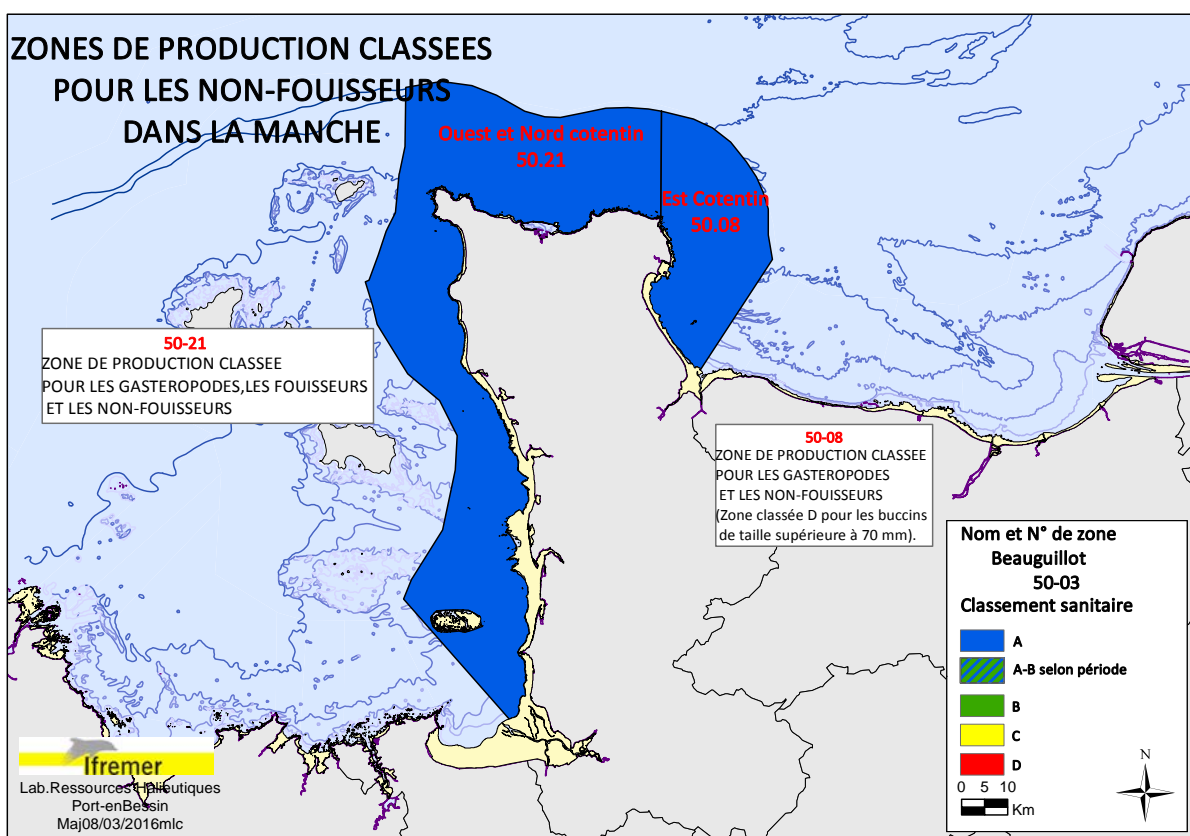 ZONES DE PRODUCTION CLASSEES
POUR LES NON-FOUISSEURS
DANS LA MANCHE
Ouest et Nord cotentin
50.21
Est Cotentin
50.08
50-21
ZONE DE PRODUCTION CLASSEE
POUR LES GASTEROPODES,LES FOUISSEURS
ET LES NON-FOUISSEURS
50-08
ZONE DE PRODUCTION CLASSEE
POUR LES GASTEROPODES
ET LES NON-FOUISSEURS
(Zone classée D pour les buccins
de taille supérieure à 70 mm).
Nom et N° de zone
Beauguillot
50-03
Classement sanitaire
A
A-B selon période
B
C
D
0 5 10
Km
N
Ifremer
Lab.Ressources Halieutiques
Port-enBessin
Maj08/03/2016mlc